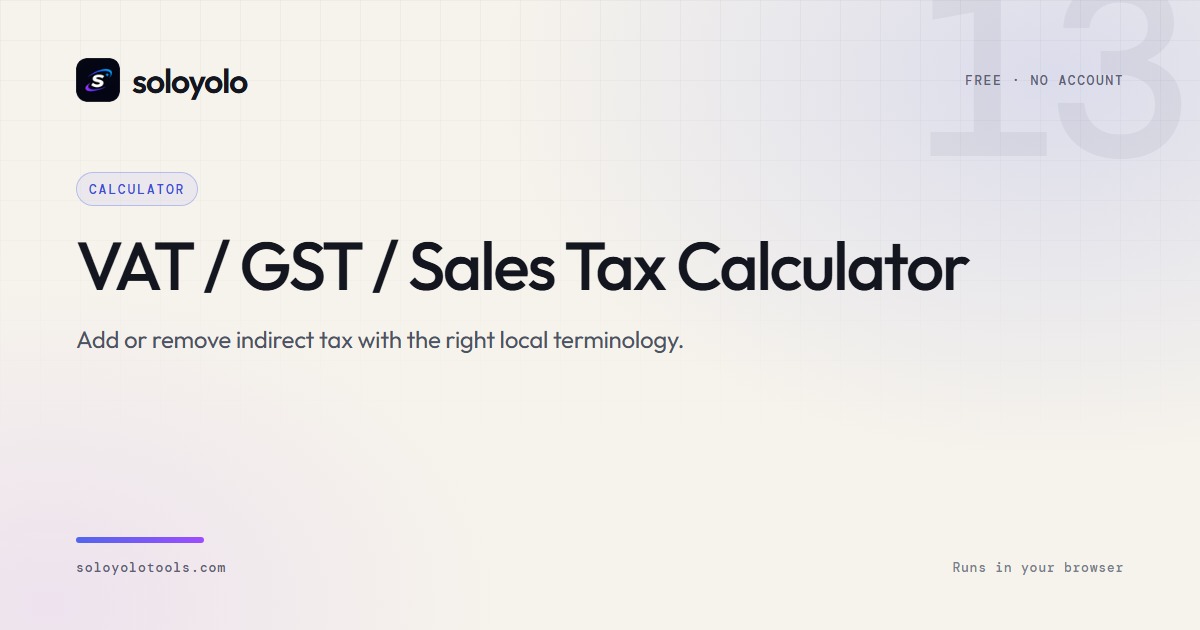 13
soloyolo
FREE · NO ACCOUNT
CALCULATOR
VAT / GST / Sales Tax Calculator
Add or remove indirect tax with the right local terminology.
soloyolotools.com
Runs in your browser